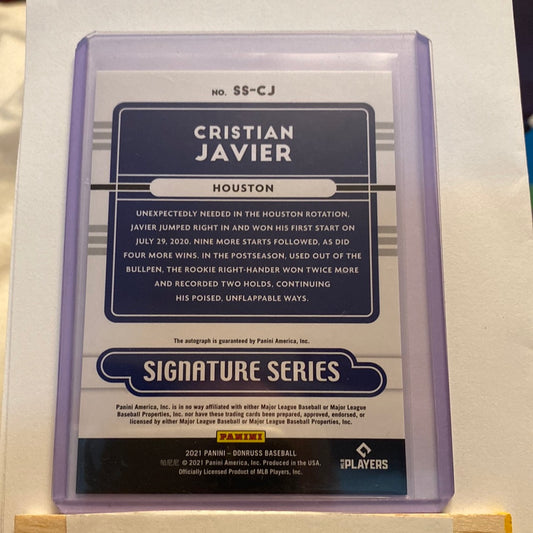 NO. SS-CJ
CRISTIAN
JAVIER
HOUSTON
UNEXPECTEDLY NEEDED IN THE HOUSTON ROTATION,
JAVIER JUMPED RIGHT IN AND WON HIS FIRST START ON
JULY 29, 2020. NINE MORE STARTS FOLLOWED, AS DID
FOUR MORE WINS. IN THE POSTSEASON, USED OUT OF THE
BULLPEN, THE ROOKIE RIGHT-HANDER WON TWICE MORE
AND RECORDED TWO HOLDS, CONTINUING
HIS POISED, UNFLAPPABLE WAYS.
The autograph is guaranteed by Panini America, Inc.
SIGNATURE SERIES
Panini America, Inc. is in no way affiliated with either Major League Baseball or Major League
Baseball Properties, Inc. nor have these trading cards been prepared, approved, endorsed, or
licensed by either Major League Baseball or Major League Baseball Properties, Inc.
PANINI
2021 PANINI – DONRUSS BASEBALL
帕尼尼 © 2021 Panini America, Inc. Produced in the USA.
Officially Licensed Product of MLB Players, Inc.
MLB PLAYERS